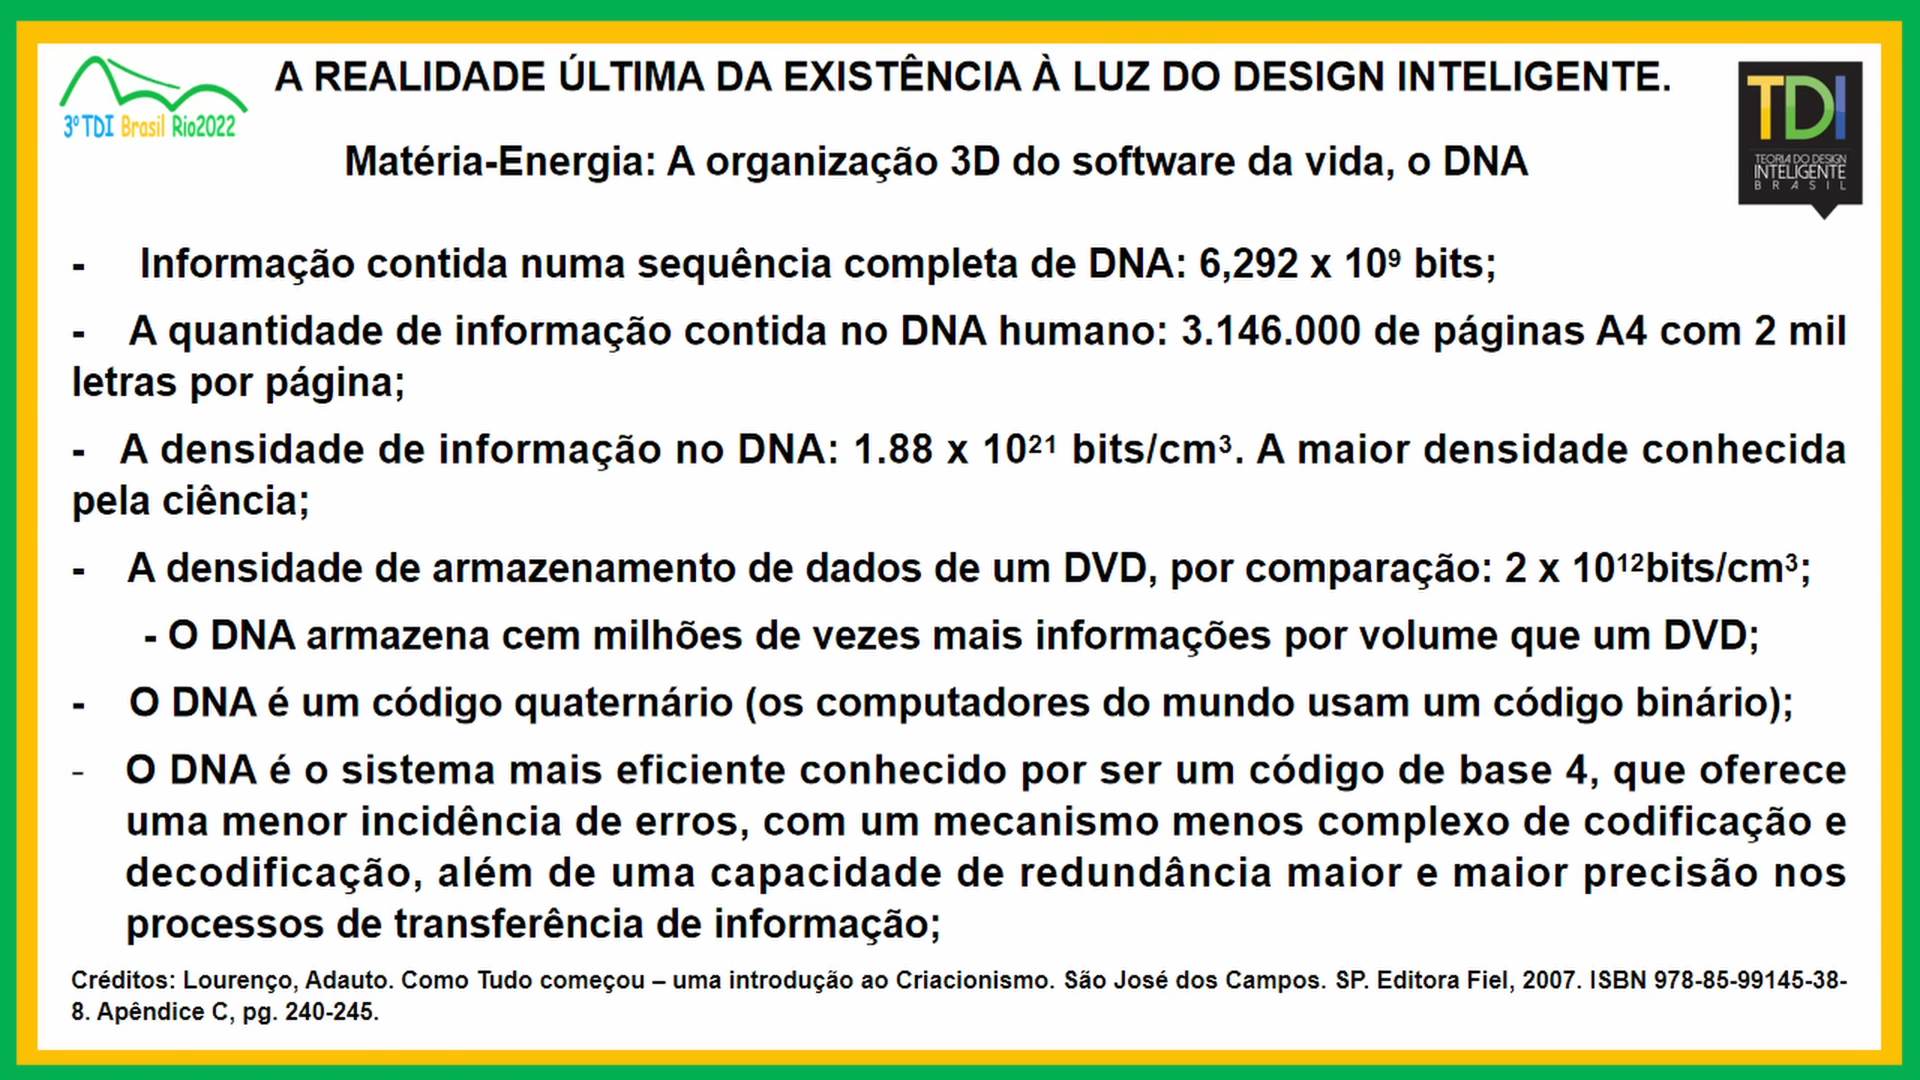 A REALIDADE ÚLTIMA DA EXISTÊNCIA À LUZ DO DESIGN INTELIGENTE.
3º TDI Brasil Rio2022
TDI
TEORIA DO DESIGN
INTELIGENTE
BRASIL
Matéria-Energia: A organização 3D do software da vida, o DNA
- Informação contida numa sequência completa de DNA: 6,292 x 10⁹ bits;
- A quantidade de informação contida no DNA humano: 3.146.000 de páginas A4 com 2 mil
letras por página;
- A densidade de informação no DNA: 1.88 x 10²¹ bits/cm³. A maior densidade conhecida
pela ciência;
- A densidade de armazenamento de dados de um DVD, por comparação: 2 x 10¹²bits/cm³;
- O DNA armazena cem milhões de vezes mais informações por volume que um DVD;
- O DNA é um código quaternário (os computadores do mundo usam um código binário);
- O DNA é o sistema mais eficiente conhecido por ser um código de base 4, que oferece
uma menor incidência de erros, com um mecanismo menos complexo de codificação e
decodificação, além de uma capacidade de redundância maior e maior precisão nos
processos de transferência de informação;
Créditos: Lourenço, Adauto. Como Tudo começou – uma introdução ao Criacionismo. São José dos Campos. SP. Editora Fiel, 2007. ISBN 978-85-99145-38-
8. Apêndice C, pg. 240-245.